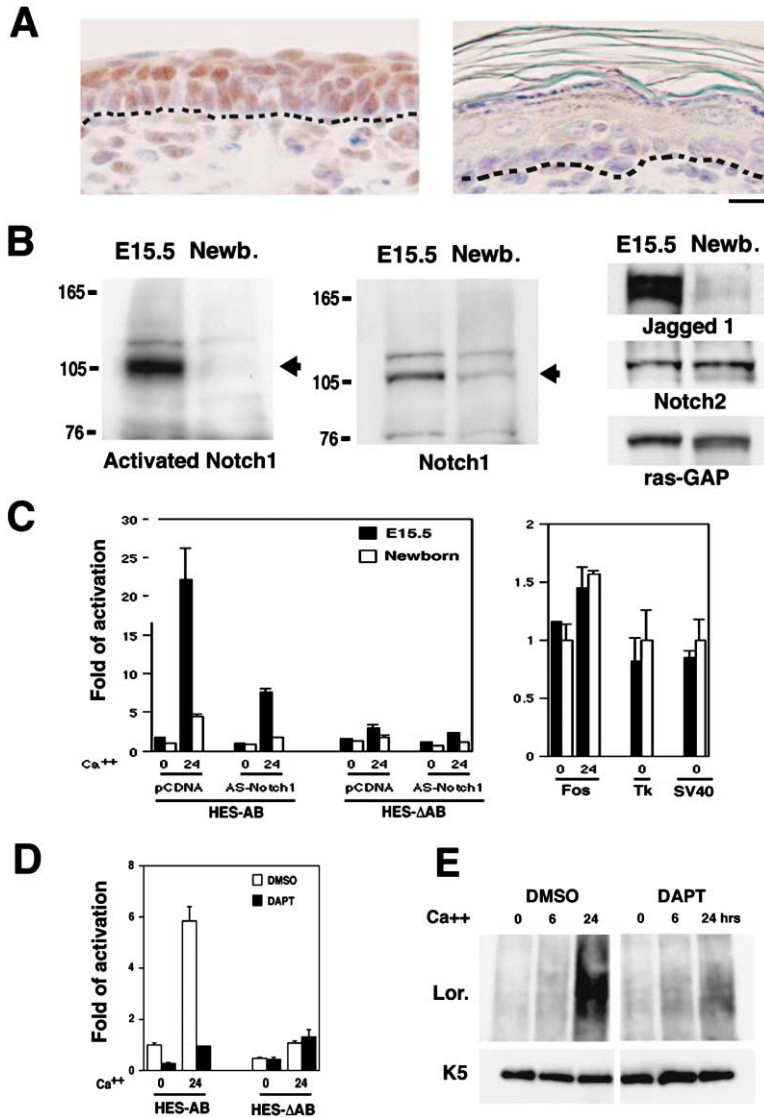 A
B
E15.5 Newb.
165
105
76
Activated Notch1
E15.5 Newb.
165
105
76
Notch1
E15.5 Newb.
Jagged 1
Notch2
ras-GAP
C
Fold of activation
30
25
20
15
10
5
0
E15.5
Newborn
Ca++ 0 24 0 24 0 24 0 24
pCDNA AS-Notch1 pCDNA AS-Notch1
HES-AB HES-ΔAB
2
1.5
1
0.5
0
0 24 0 0
Fos Tk SV40
D
Fold of activation
8
6
4
2
0
DMSO
DAPT
Ca++ 0 24 0 24
HES-AB HES-ΔAB
E
DMSO DAPT
Ca++ 0 6 24 0 6 24 hrs
Lor.
K5